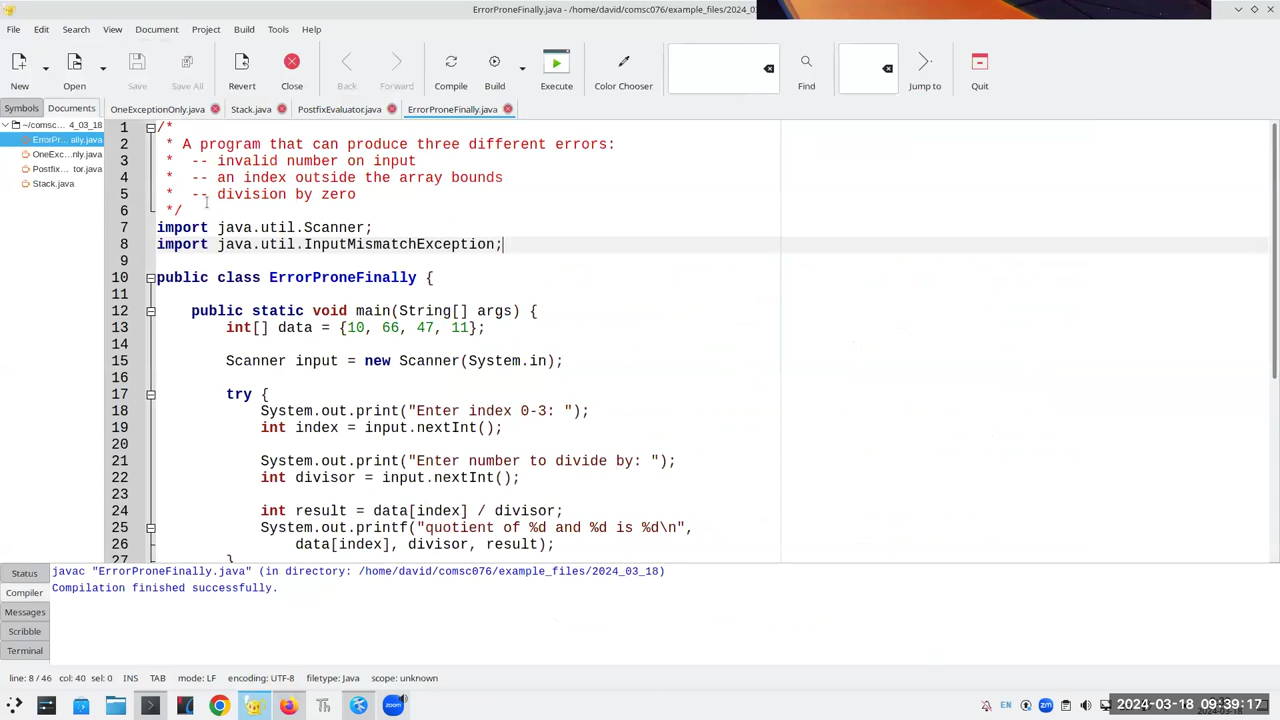 ErrorProneFinally.java - /home/david/comsc076/example_files/2024_03
File Edit Search View Document Project Build Tools Help
New Open Save Save All Revert Close Back Forward Compile Build Execute Color Chooser Find Jump to Quit
Symbols Documents OneExceptionOnly.java Stack.java PostfixEvaluator.java ErrorProneFinally.java
~/comsc... 4_03_18
ErrorPr... ally.java
OneExc...nly.java
Postfix... tor.java
Stack.java
1 /*
2 * A program that can produce three different errors:
3 * -- invalid number on input
4 * -- an index outside the array bounds
5 * -- division by zero
6 */
7 import java.util.Scanner;
8 import java.util.InputMismatchException;
9
10 public class ErrorProneFinally {
11
12 public static void main(String[] args) {
13 int[] data = {10, 66, 47, 11};
14
15 Scanner input = new Scanner(System.in);
16
17 try {
18 System.out.print("Enter index 0-3: ");
19 int index = input.nextInt();
20
21 System.out.print("Enter number to divide by: ");
22 int divisor = input.nextInt();
23
24 int result = data[index] / divisor;
25 System.out.printf("quotient of %d and %d is %d\n",
26 data[index], divisor, result);
27 }
Status
Compiler
Messages
Scribble
Terminal
javac "ErrorProneFinally.java" (in directory: /home/david/comsc076/example_files/2024_03_18)
Compilation finished successfully.
line: 8 / 46 col: 40 sel: 0 INS TAB mode: LF encoding: UTF-8 filetype: Java scope: unknown
Th zoom EN zm 2024-03-18 09:39:17